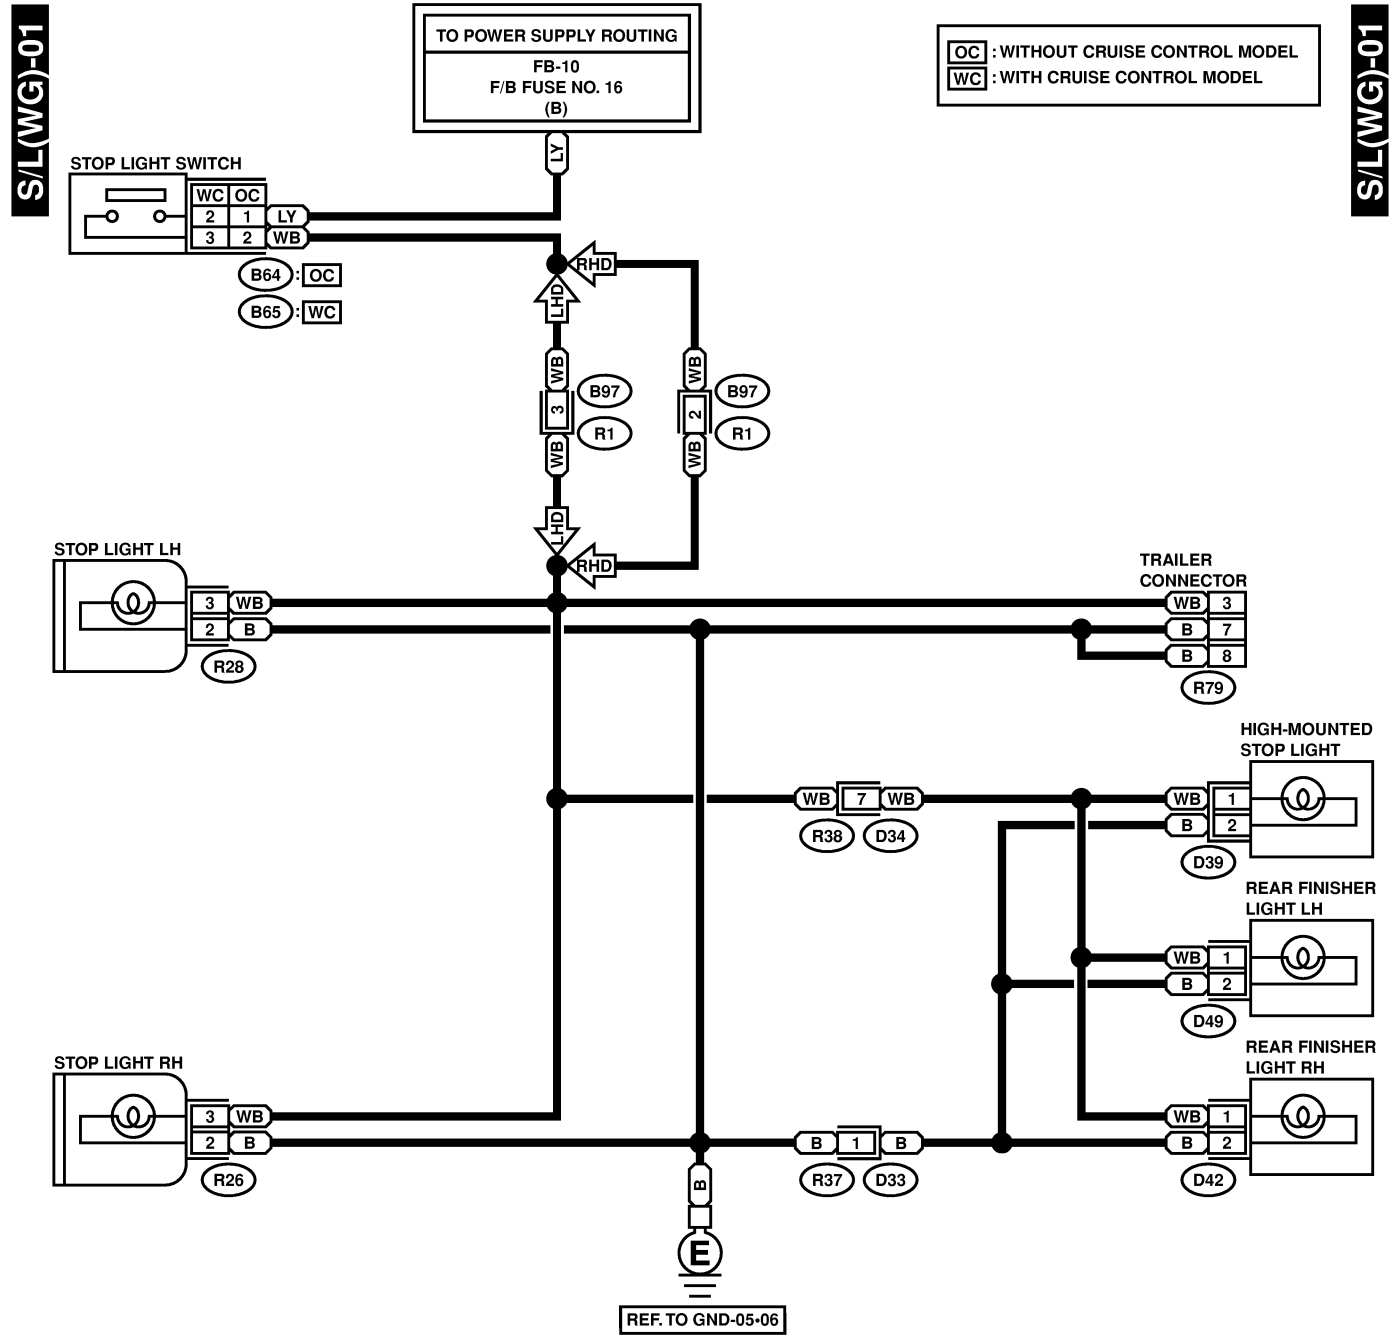 S/L(WG)-01
S/L(WG)-01
TO POWER SUPPLY ROUTING
FB-10
F/B FUSE NO. 16
(B)
OC : WITHOUT CRUISE CONTROL MODEL
WC : WITH CRUISE CONTROL MODEL
LY
STOP LIGHT SWITCH
WC OC
2 1 LY
3 2 WB
B64 : OC
B65 : WC
RHD
LHD
WB
WB
3
B97
R1
2
B97
R1
WB
WB
LHD
RHD
STOP LIGHT LH
3 WB
2 B
R28
TRAILER
CONNECTOR
WB 3
B 7
B 8
R79
HIGH-MOUNTED
STOP LIGHT
WB 7 WB
R38 D34
WB 1
B 2
D39
REAR FINISHER
LIGHT LH
WB 1
B 2
D49
REAR FINISHER
LIGHT RH
WB 1
B 2
D42
STOP LIGHT RH
3 WB
2 B
R26
B 1 B
R37 D33
B
E
REF. TO GND-05•06